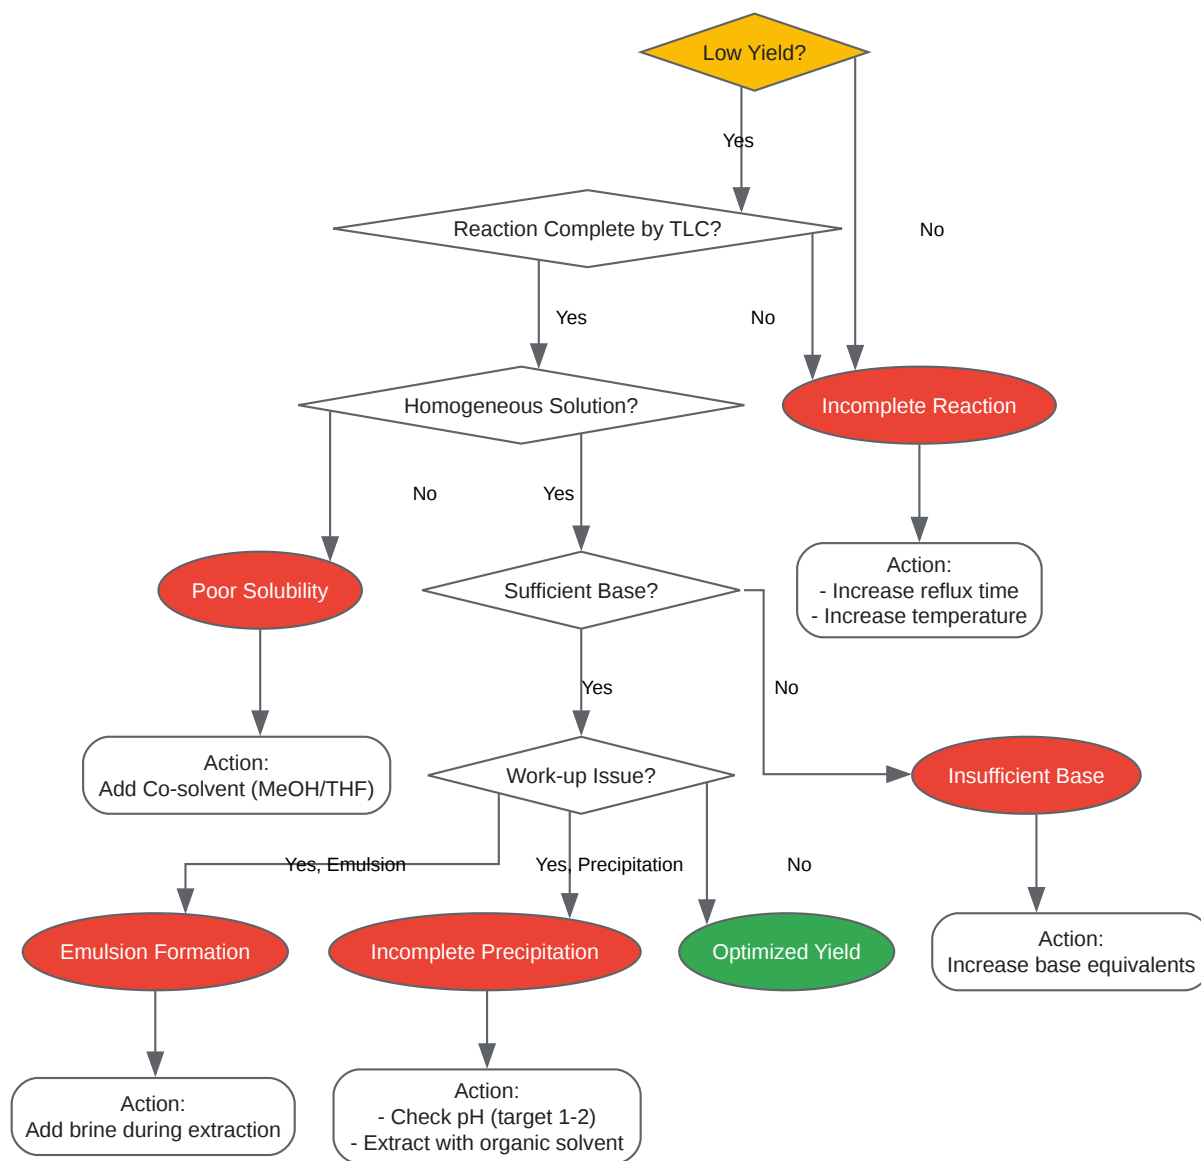 Low Yield?
Yes
No
Reaction Complete by TLC?
Yes
No
Homogeneous Solution?
Incomplete Reaction
No
Yes
Action:
- Increase reflux time
- Increase temperature
Poor Solubility
Sufficient Base?
Yes
No
Action:
Add Co-solvent (MeOH/THF)
Work-up Issue?
Insufficient Base
Yes, Emulsion
Yes, Precipitation
No
Emulsion Formation
Incomplete Precipitation
Optimized Yield
Action:
Increase base equivalents
Action:
Add brine during extraction
Action:
- Check pH (target 1-2)
- Extract with organic solvent